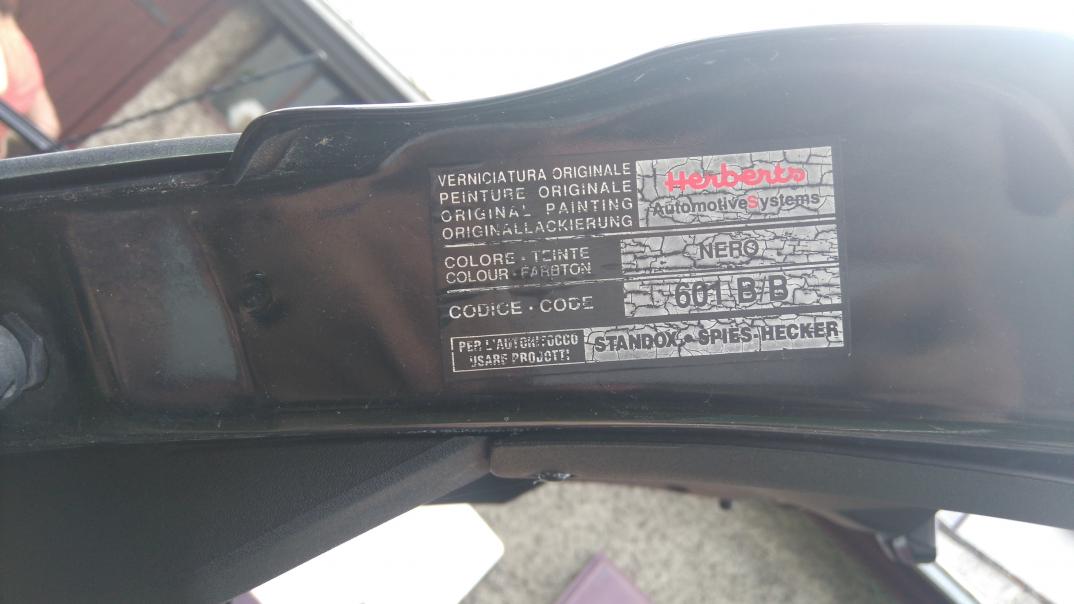 VERNICIATURA ORIGINALE
PEINTURE ORIGINALE
ORIGINAL PAINTING
ORIGINALLACKIERUNG
Herberts
AutomotiveSystems
COLORE · TEINTE
COLOUR · FARBTON
NERO
CODICE · CODE
601 B/B
PER L'AUTORITOCCO
USARE PRODOTTI
STANDOX · SPIES-HECKER